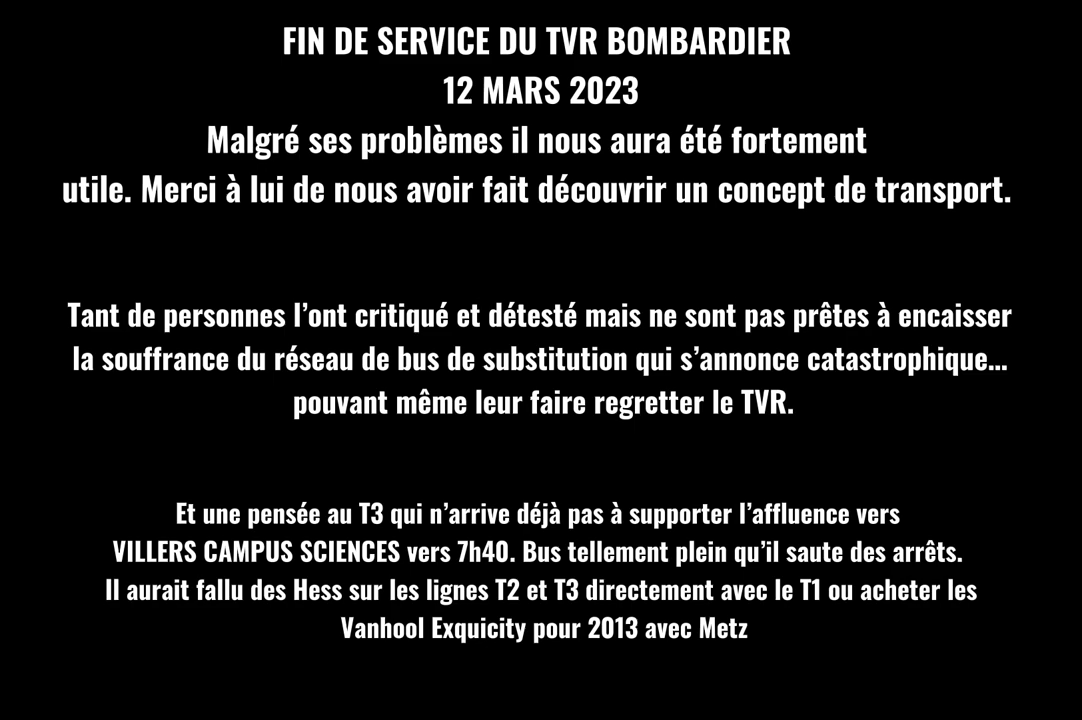 FIN DE SERVICE DU TVR BOMBARDIER
12 MARS 2023
Malgré ses problèmes il nous aura été fortement
utile. Merci à lui de nous avoir fait découvrir un concept de transport.
Tant de personnes l’ont critiqué et détesté mais ne sont pas prêtes à encaisser
la souffrance du réseau de bus de substitution qui s’annonce catastrophique...
pouvant même leur faire regretter le TVR.
Et une pensée au T3 qui n’arrive déjà pas à supporter l’affluence vers
VILLERS CAMPUS SCIENCES vers 7h40. Bus tellement plein qu’il saute des arrêts.
Il aurait fallu des Hess sur les lignes T2 et T3 directement avec le T1 ou acheter les
Vanhool Exquicity pour 2013 avec Metz